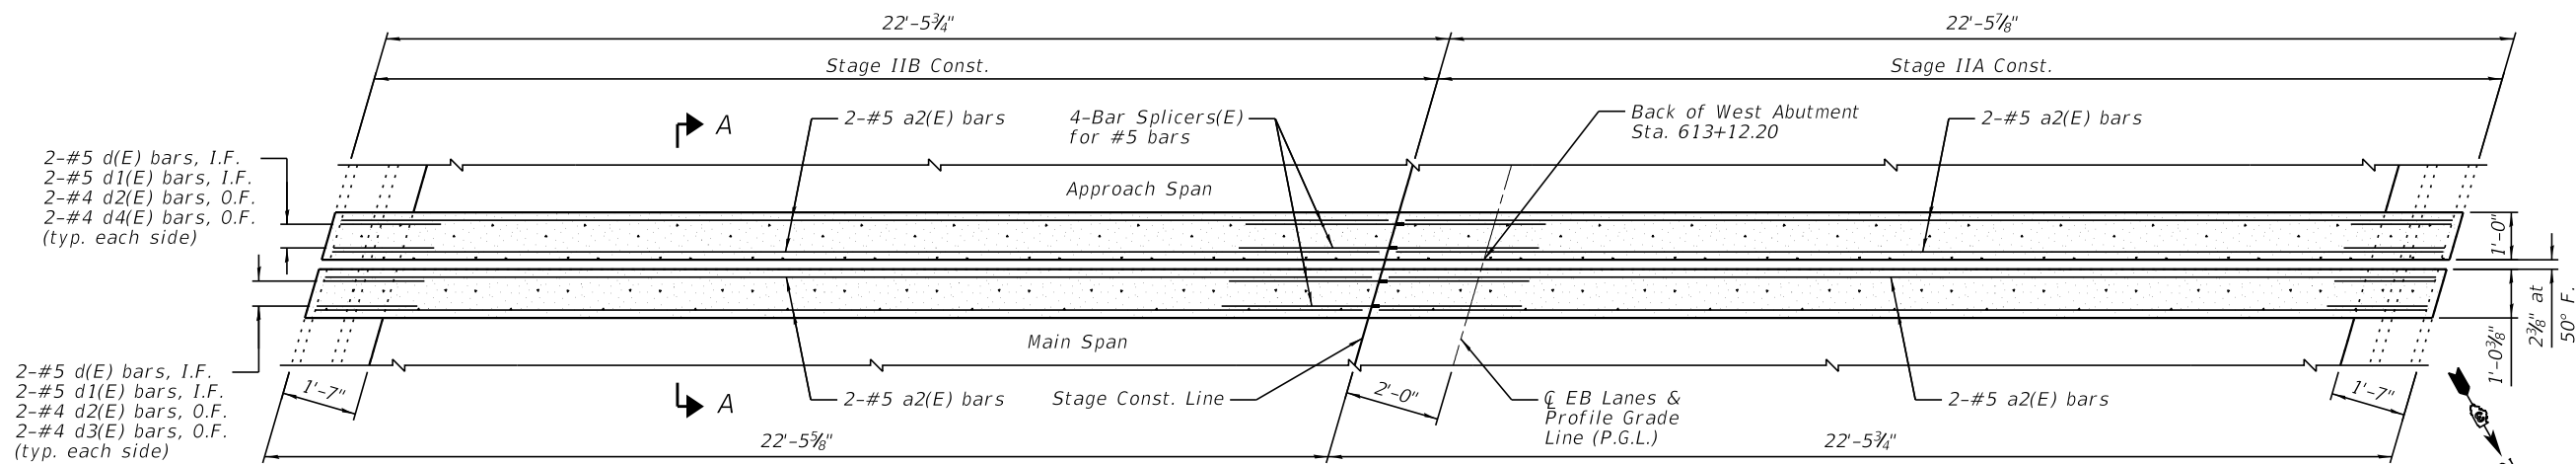 22'-5¾"
22'-5⅞"
Stage IIB Const.
Stage IIA Const.
A
2-#5 a2(E) bars
4-Bar Splicers(E)
for #5 bars
Back of West Abutment
Sta. 613+12.20
2-#5 a2(E) bars
2-#5 d(E) bars, I.F.
2-#5 d1(E) bars, I.F.
2-#4 d2(E) bars, O.F.
2-#4 d4(E) bars, O.F.
(typ. each side)
Approach Span
1'-0"
2⅜" at
50° F.
1'-0⅜"
Main Span
2-#5 d(E) bars, I.F.
2-#5 d1(E) bars, I.F.
2-#4 d2(E) bars, O.F.
2-#4 d3(E) bars, O.F.
(typ. each side)
1'-7"
A
2-#5 a2(E) bars
Stage Const. Line
2'-0"
℄ EB Lanes &
Profile Grade
Line (P.G.L.)
2-#5 a2(E) bars
1'-7"
22'-5⅝"
22'-5¾"